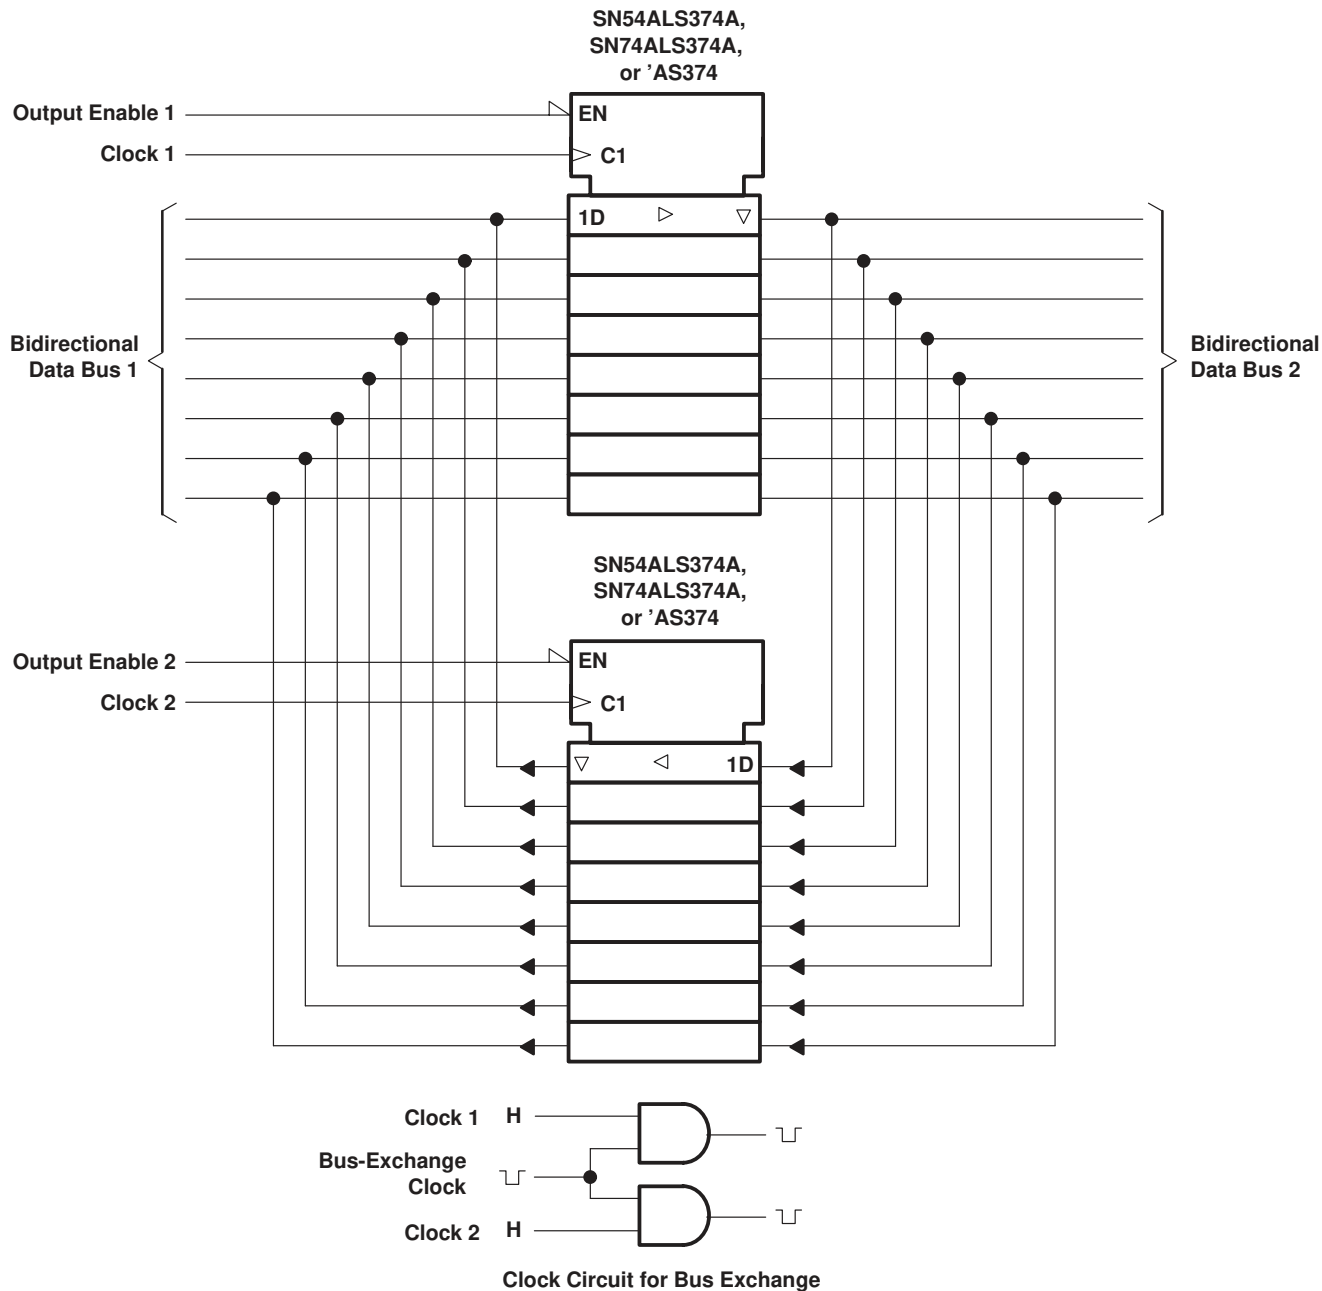 SN54ALS374A,
SN74ALS374A,
or ’AS374
Output Enable 1
EN
Clock 1
C1
1D
Bidirectional
Data Bus 1
Bidirectional
Data Bus 2
SN54ALS374A,
SN74ALS374A,
or ’AS374
Output Enable 2
EN
Clock 2
C1
1D
Clock 1 H
Bus-Exchange
Clock
Clock 2 H
Clock Circuit for Bus Exchange